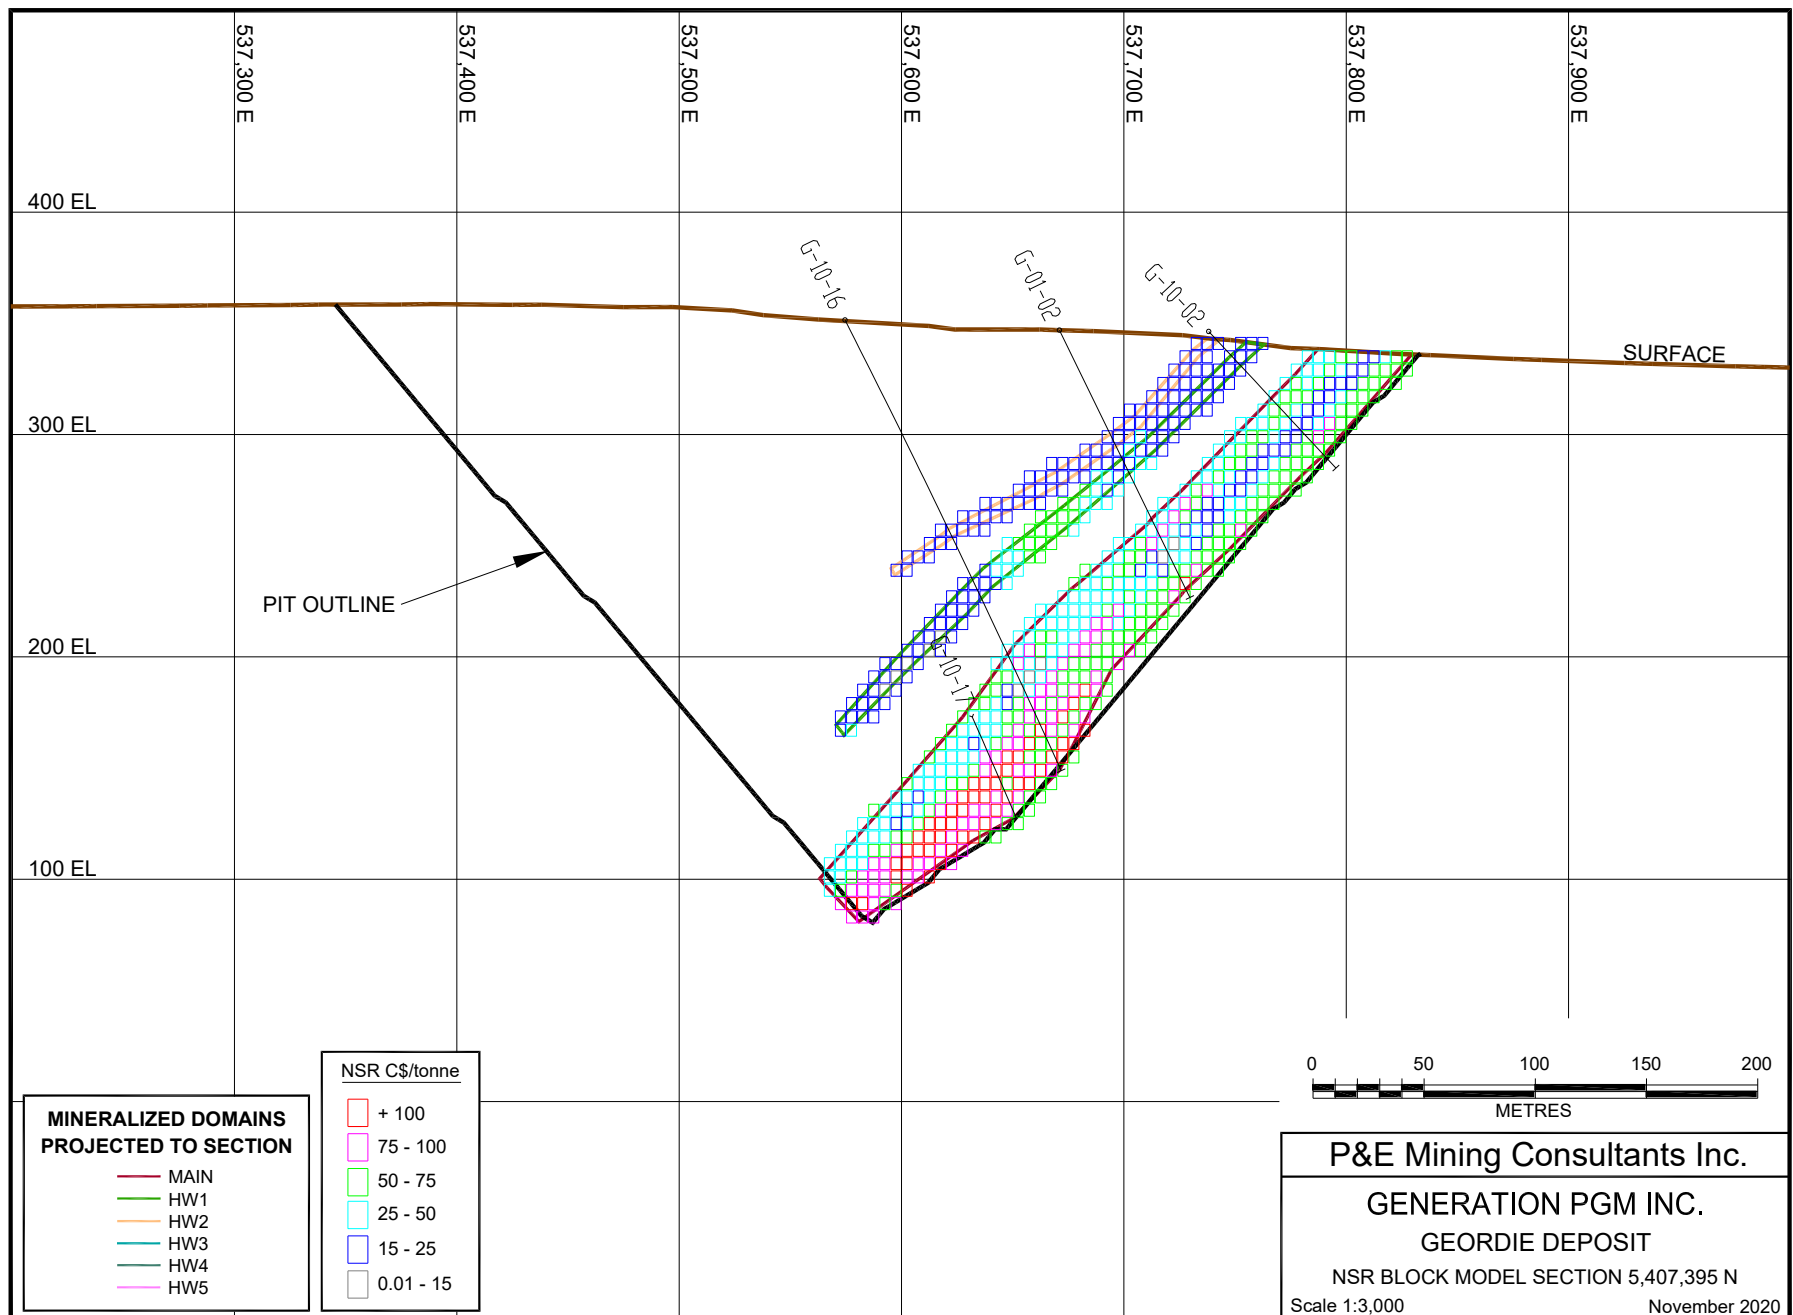 537,300 E
537,400 E
537,500 E
537,600 E
537,700 E
537,800 E
537,900 E
400 EL
300 EL
200 EL
100 EL
G-10-16
G-01-02
G-10-02
-10-17
SURFACE
PIT OUTLINE
MINERALIZED DOMAINS
PROJECTED TO SECTION
MAIN
HW1
HW2
HW3
HW4
HW5
NSR C$/tonne
+ 100
75 - 100
50 - 75
25 - 50
15 - 25
0.01 - 15
0 50 100 150 200
METRES
P&E Mining Consultants Inc.
GENERATION PGM INC.
GEORDIE DEPOSIT
NSR BLOCK MODEL SECTION 5,407,395 N
Scale 1:3,000 November 2020